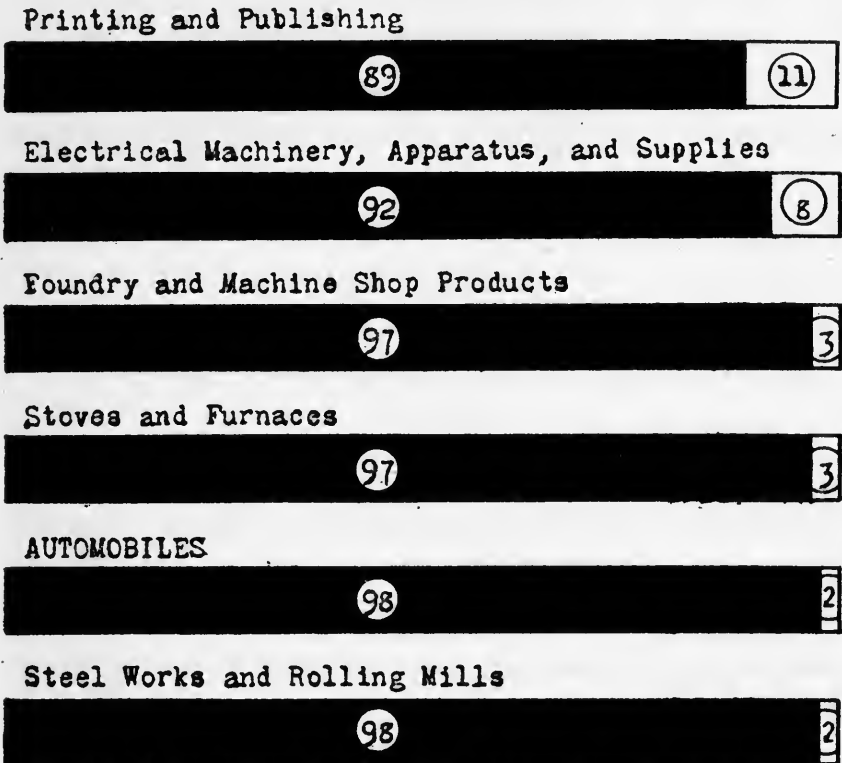 Printing and Publishing
89 11
Electrical Machinery, Apparatus, and Supplies
92 8
Foundry and Machine Shop Products
97 3
Stoves and Furnaces
97 3
AUTOMOBILES
98 2
Steel Works and Rolling Mills
98 2